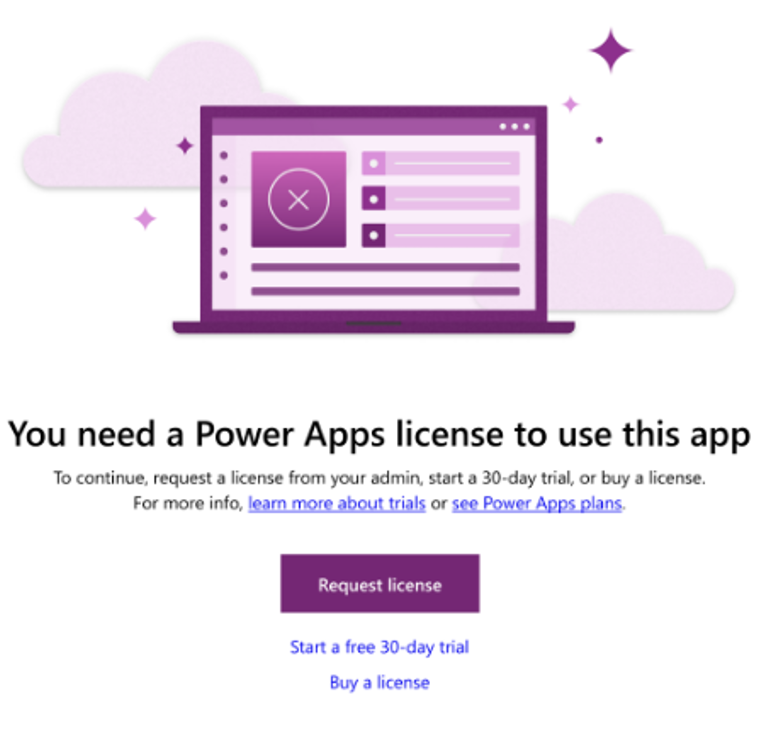 You need a Power Apps license to use this app
To continue, request a license from your admin, start a 30-day trial, or buy a license.
For more info, learn more about trials or see Power Apps plans.
Request license
Start a free 30-day trial
Buy a license